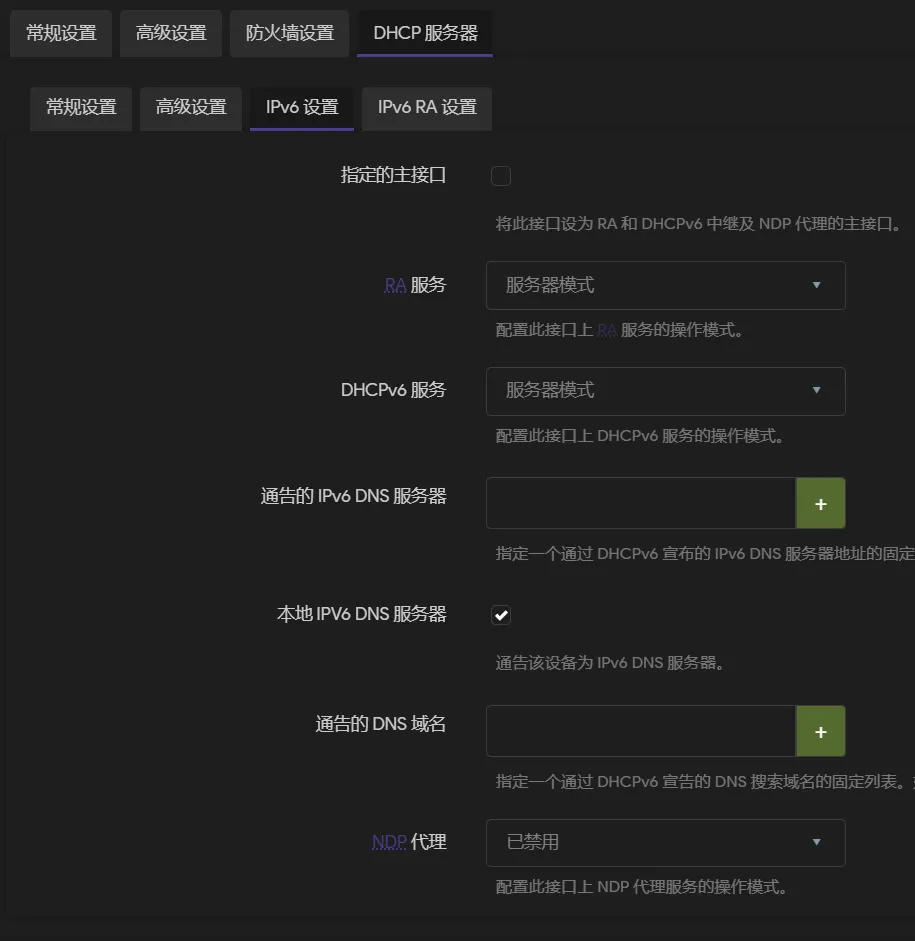 常规设置 高级设置 防火墙设置 DHCP 服务器
常规设置 高级设置 IPv6 设置 IPv6 RA 设置
指定的主接口
将此接口设为 RA 和 DHCPv6 中继及 NDP 代理的主接口。
RA 服务 服务器模式
配置此接口上 RA 服务的操作模式。
DHCPv6 服务 服务器模式
配置此接口上 DHCPv6 服务的操作模式。
通告的 IPv6 DNS 服务器 +
指定一个通过 DHCPv6 宣布的 IPv6 DNS 服务器地址的固定
本地 IPV6 DNS 服务器
通告该设备为 IPv6 DNS 服务器。
通告的 DNS 域名 +
指定一个通过 DHCPv6 宣告的 DNS 搜索域名的固定列表。
NDP 代理 已禁用
配置此接口上 NDP 代理服务的操作模式。